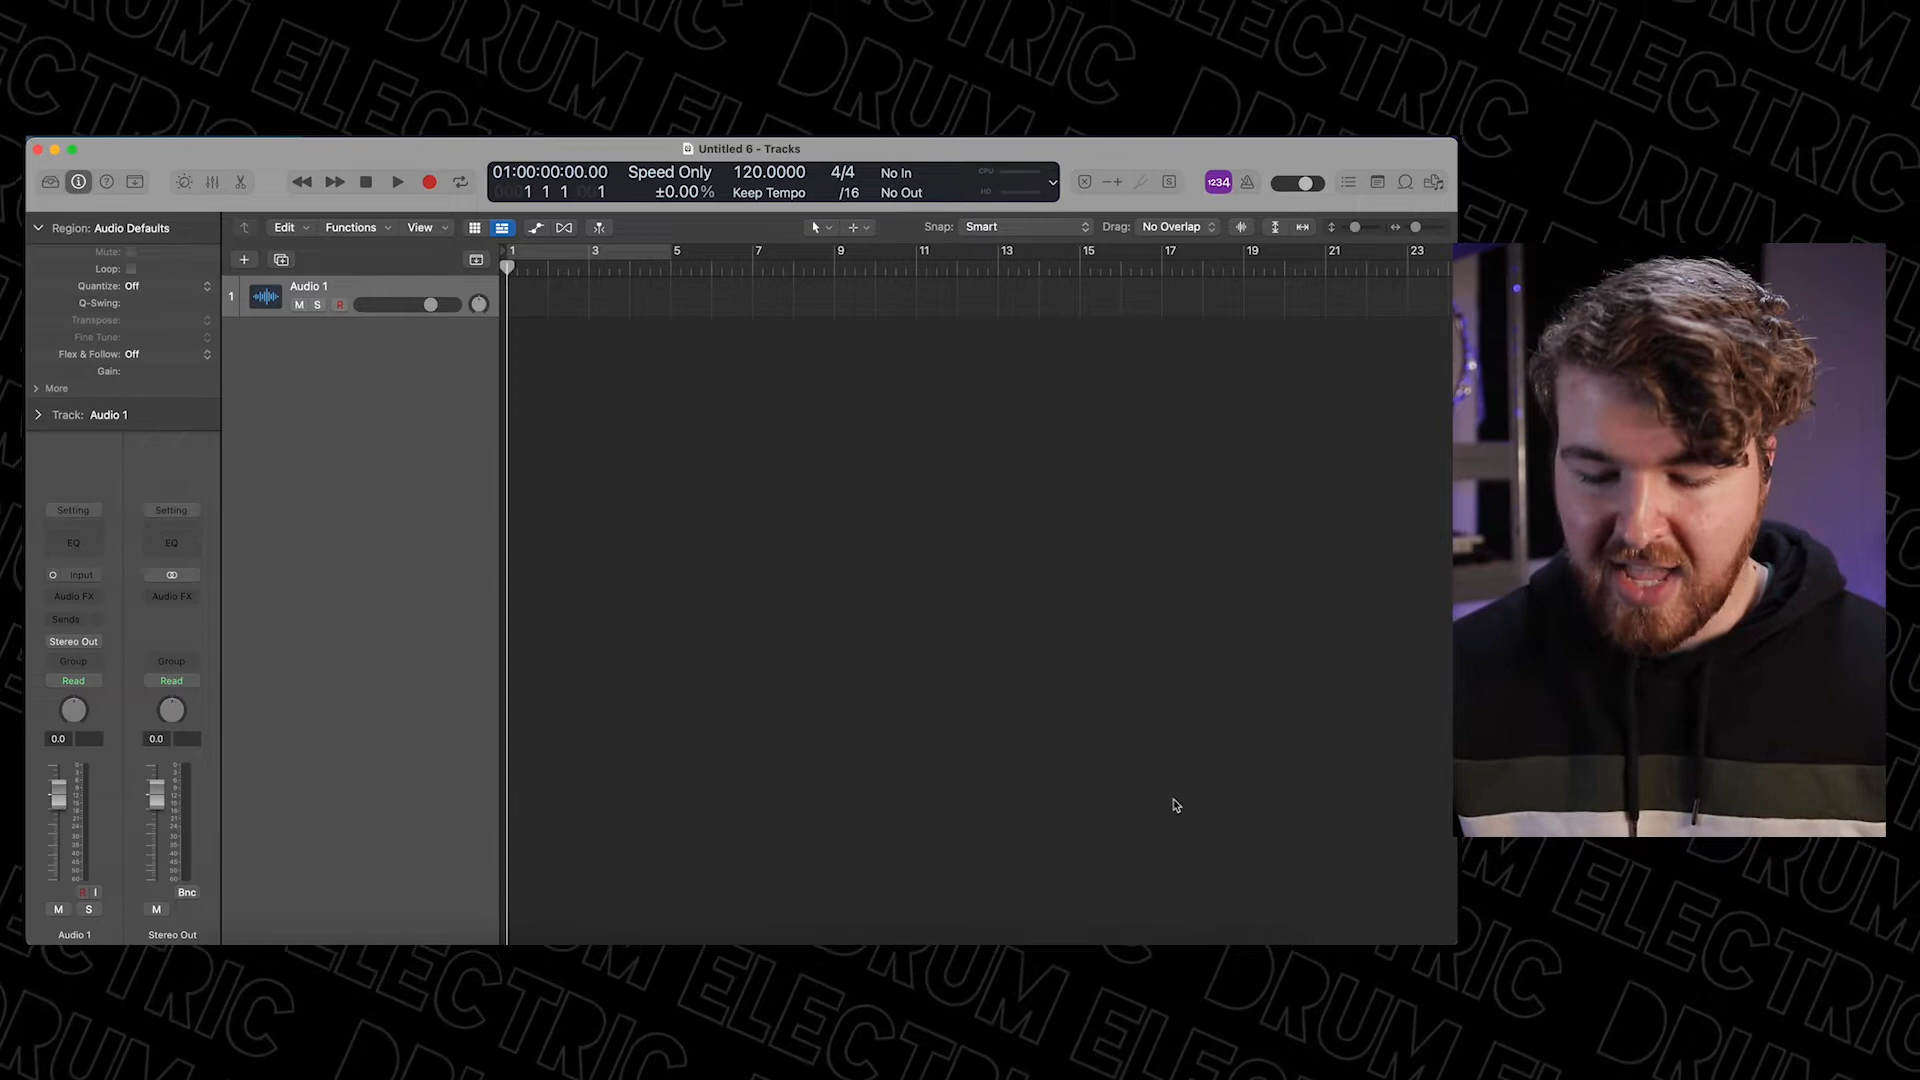 DRUM ELECTRIC
Untitled 6 - Tracks
01:00:00:00.00 Speed Only 120.0000 4/4 No In CPU
0001 1 1 001 ±0.00% Keep Tempo /16 No Out HD
1234
S
Region: Audio Defaults
Edit Functions View
Snap: Smart
Drag: No Overlap
Mute:
Loop:
Quantize: Off
Q-Swing:
Transpose:
Fine Tune:
Flex & Follow: Off
Gain:
More
Track: Audio 1
1 3 5 7 9 11 13 15 17 19 21 23
1
Audio 1
M S R
Setting Setting
EQ EQ
Input
Audio FX Audio FX
Sends
Stereo Out
Group Group
Read Read
0.0 0.0
R I Bnc
M S M
Audio 1 Stereo Out